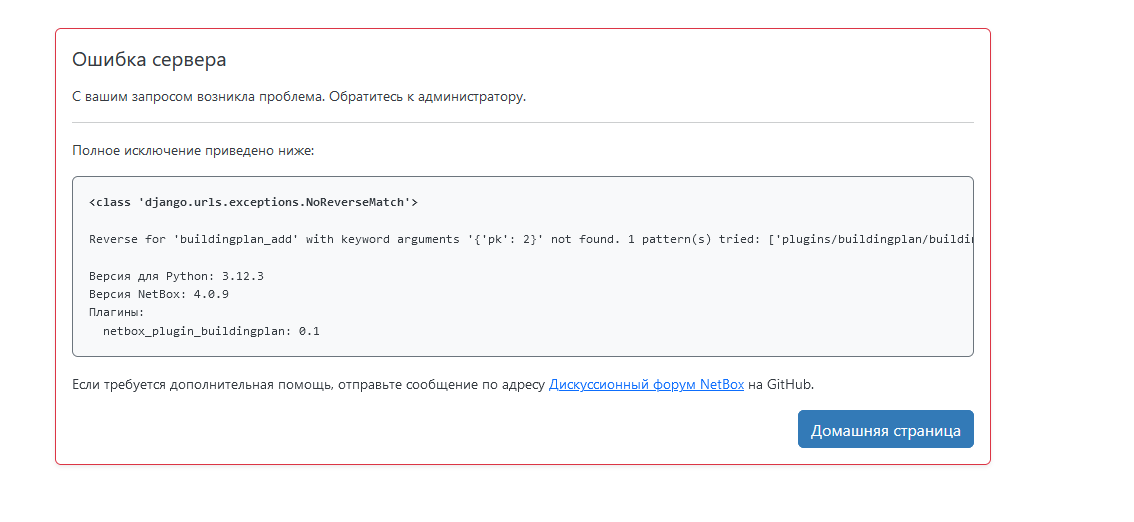 Ошибка сервера
С вашим запросом возникла проблема. Обратитесь к администратору.
Полное исключение приведено ниже:
<class 'django.urls.exceptions.NoReverseMatch'>
Reverse for 'buildingplan_add' with keyword arguments '{'pk': 2}' not found. 1 pattern(s) tried: ['plugins/buildingplan/buildin
Версия для Python: 3.12.3
Версия NetBox: 4.0.9
Плагины:
netbox_plugin_buildingplan: 0.1
Если требуется дополнительная помощь, отправьте сообщение по адресу Дискуссионный форум NetBox на GitHub.
Домашняя страница